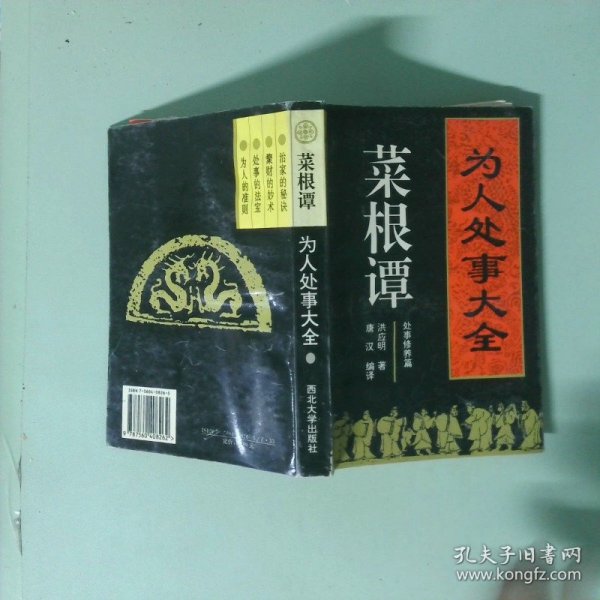 为人处事大全
菜根谭
处事修养篇
洪应明 著
唐汉 编译
菜根谭
为人处事大全
西北大学出版社
治家的秘诀
聚财的妙术
处事的法宝
为人的准则
9 787560 408262
孔夫子旧书网
www.kongfz.com